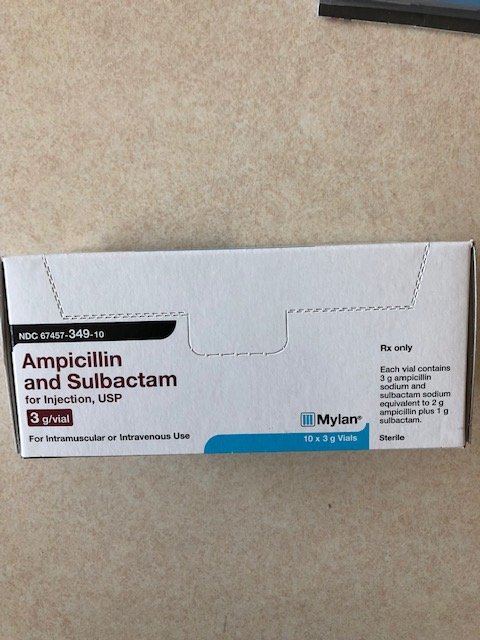 NDC 67457-349-10
Ampicillin
and Sulbactam
for Injection, USP
3 g/vial
For Intramuscular or Intravenous Use
Mylan®
10 x 3 g Vials
Rx only
Each vial contains
3 g ampicillin
sodium and
sulbactam sodium
equivalent to 2 g
ampicillin plus 1 g
sulbactam.
Sterile